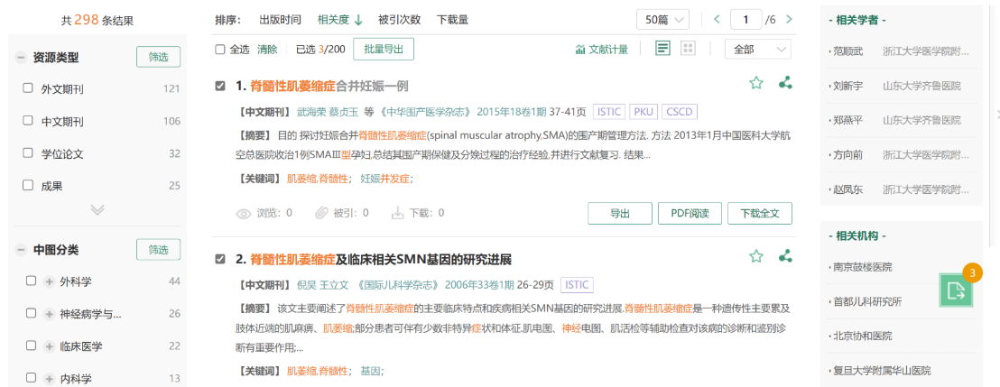 共 298 条结果
排序： 出版时间 相关度 被引次数 下载量 50篇 1 /6
全选 清除 已选 3/200 批量导出 文献计量 全部
资源类型 筛选
外文期刊 121
中文期刊 106
学位论文 32
成果 25
中图分类 筛选
外科学 44
神经病学与... 26
临床医学 22
内科学 13
1. 脊髓性肌萎缩症合并妊娠一例
【中文期刊】 武海荣 蔡贞玉 等 《中华围产医学杂志》 2015年18卷1期 37-41页 ISTIC PKU CSCD
【摘要】 目的 探讨妊娠合并脊髓性肌萎缩症(spinal muscular atrophy,SMA)的围产期管理方法. 方法 2013年1月中国医科大学航
空总医院收治1例SMAⅢ型孕妇,总结其围产期保健及分娩过程的治疗经验,并进行文献复习. 结果...
【关键词】 肌萎缩,脊髓性; 妊娠并发症;
浏览：0 被引：0 下载：0 导出 PDF阅读 下载全文
2. 脊髓性肌萎缩症及临床相关SMN基因的研究进展
【中文期刊】 倪昊 王立文 《国际儿科学杂志》 2006年33卷1期 26-29页 ISTIC
【摘要】 该文主要阐述了脊髓性肌萎缩症的主要临床特点和疾病相关SMN基因的研究进展.脊髓性肌萎缩症是一种遗传性主要累及
肢体近端的肌麻痹、肌萎缩;部分患者可伴有少数非特异症状和体征.肌电图、神经电图、肌活检等辅助检查对该病的诊断和鉴别诊
断有重要作用;...
【关键词】 肌萎缩,脊髓性; 基因;
- 相关学者 -
范顺武 浙江大学医学院附...
刘新宇 山东大学齐鲁医院
郑燕平 山东大学齐鲁医院
方向前 浙江大学医学院附...
赵凤东 浙江大学医学院附...
- 相关机构 -
南京鼓楼医院
3
首都儿科研究所
北京协和医院
复旦大学附属华山医院